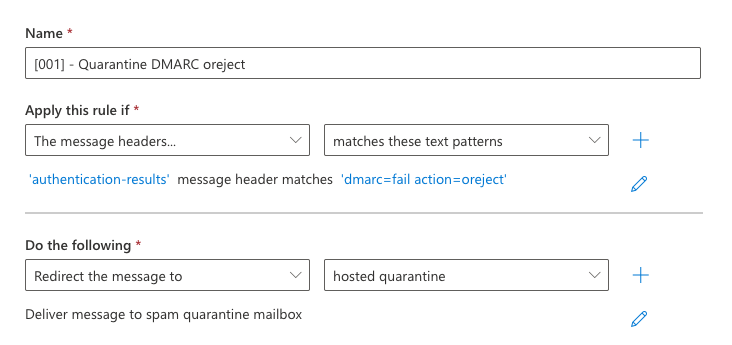 Name *
[001] - Quarantine DMARC oreject
Apply this rule if *
The message headers... matches these text patterns
'authentication-results' message header matches 'dmarc=fail action=oreject'
Do the following *
Redirect the message to hosted quarantine
Deliver message to spam quarantine mailbox